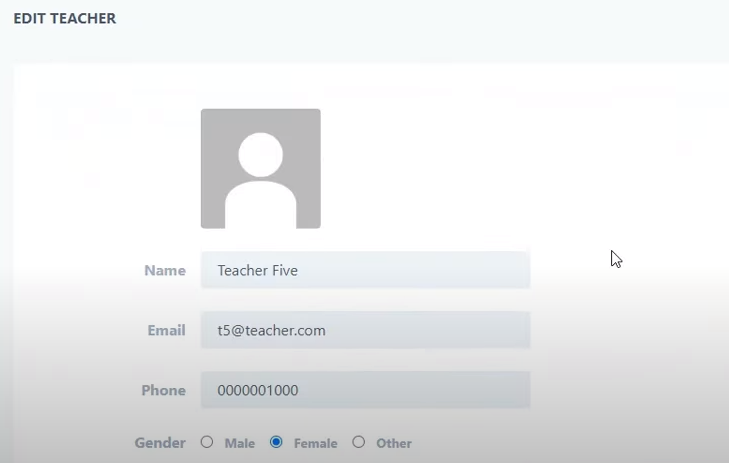 EDIT TEACHER
Name Teacher Five
Email t5@teacher.com
Phone 0000001000
Gender Male Female Other